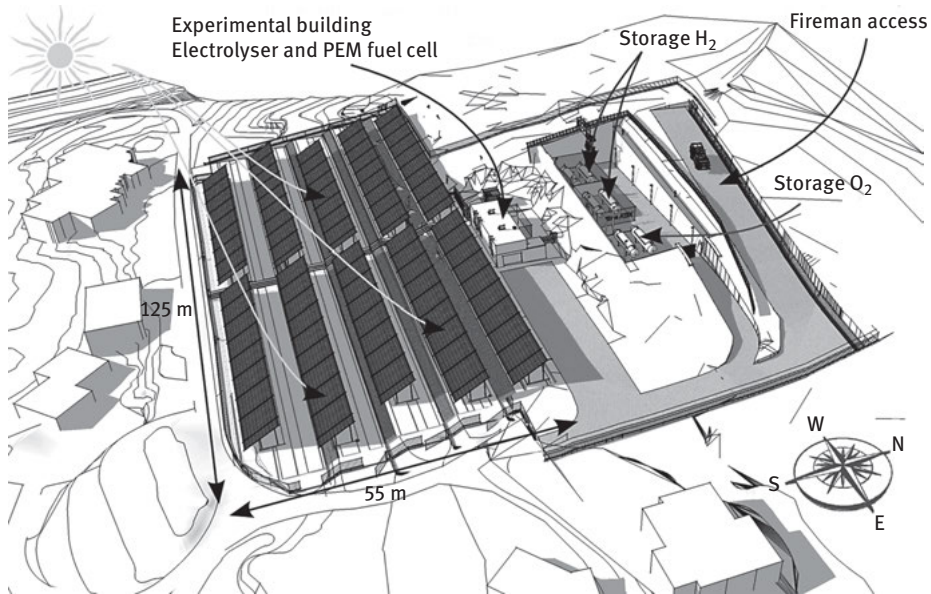 Experimental building
Electrolyser and PEM fuel cell
Storage H₂
Fireman access
Storage O₂
125 m
55 m
W
N
S
E